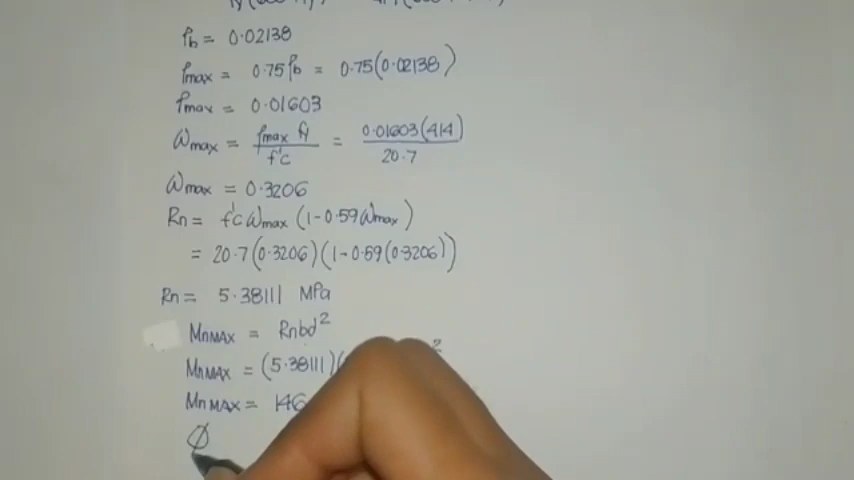 ρb = 0.02138
ρmax = 0.75ρb = 0.75(0.02138)
ρmax = 0.01603
ωmax = ρmax fy / f'c = 0.01603(414) / 20.7
ωmax = 0.3206
Rn = f'c ωmax (1-0.59ωmax)
= 20.7(0.3206)(1-0.59(0.3206))
Rn = 5.38111 MPa
MnMAX = Rnbd²
MnMAX = (5.38111)( ²
MnMAX = 146
Ø